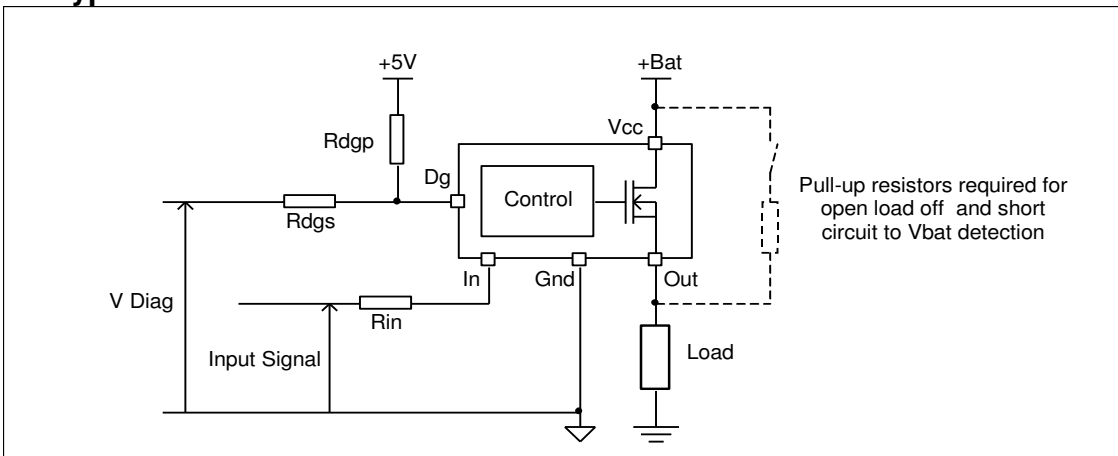 +5V
+Bat
Rdgp
Vcc
Dg
Control
Rdgs
Pull-up resistors required for
open load off and short
circuit to Vbat detection
In
Gnd
Out
V Diag
Rin
Input Signal
Load